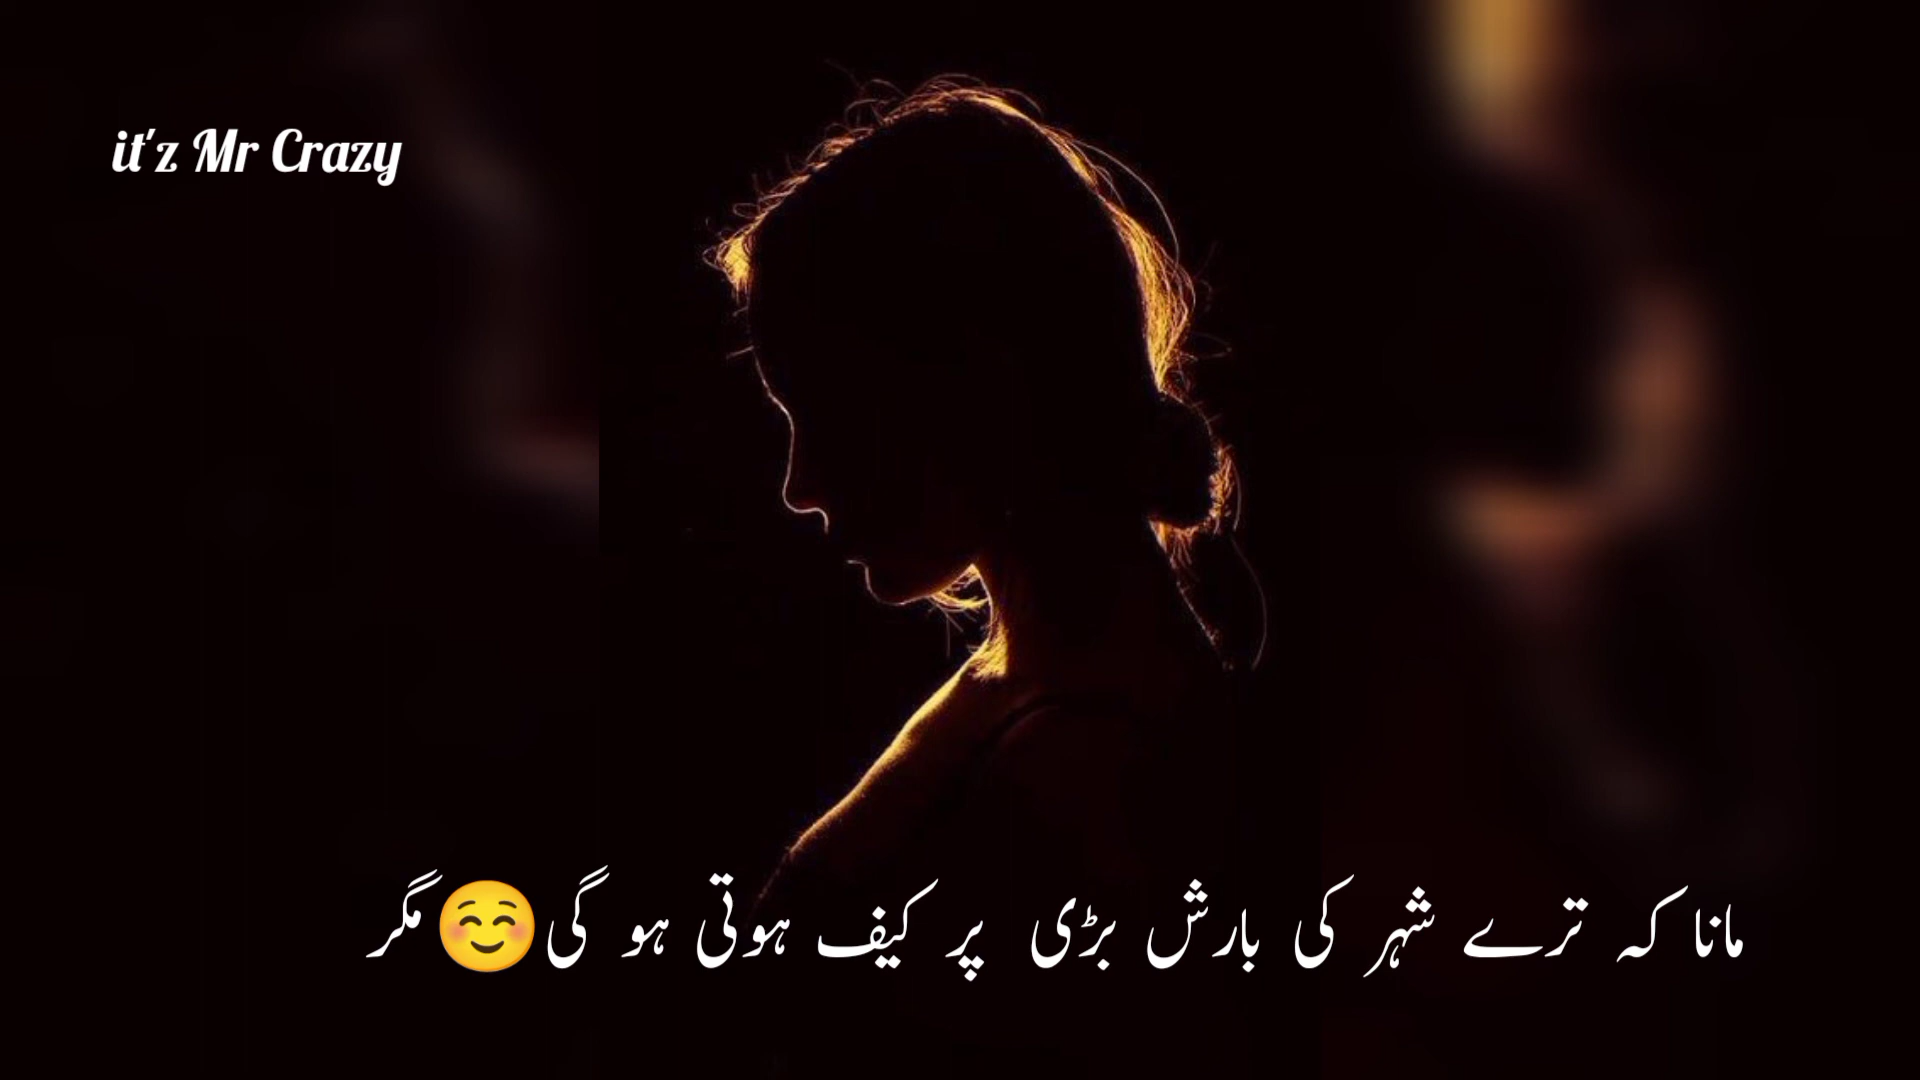 it'z Mr Crazy
مانا کہ ترے شہر کی بارش بڑی پر کیف ہوتی ہو گی☺️مگر